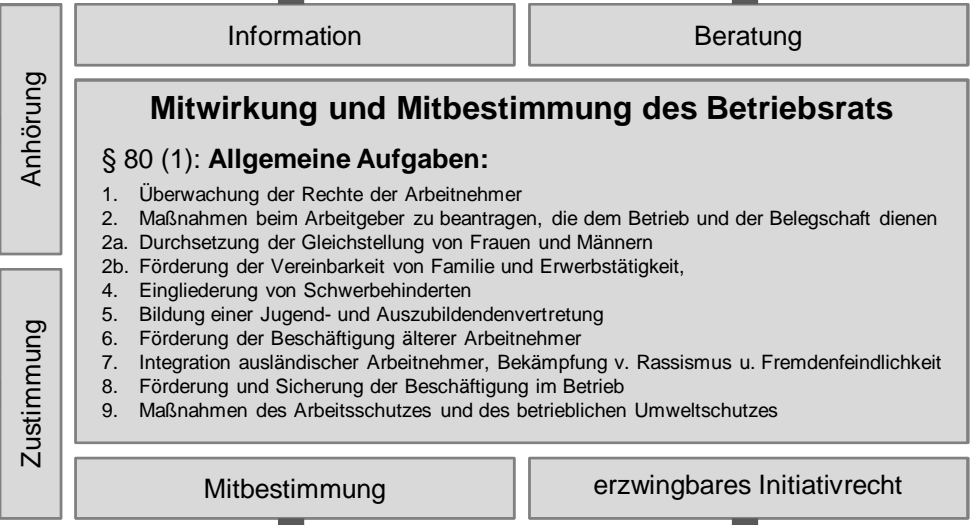 Information
Beratung
Anhörung
Mitwirkung und Mitbestimmung des Betriebsrats
§ 80 (1): Allgemeine Aufgaben:
1. Überwachung der Rechte der Arbeitnehmer
2. Maßnahmen beim Arbeitgeber zu beantragen, die dem Betrieb und der Belegschaft dienen
2a. Durchsetzung der Gleichstellung von Frauen und Männern
2b. Förderung der Vereinbarkeit von Familie und Erwerbstätigkeit,
4. Eingliederung von Schwerbehinderten
5. Bildung einer Jugend- und Auszubildendenvertretung
6. Förderung der Beschäftigung älterer Arbeitnehmer
7. Integration ausländischer Arbeitnehmer, Bekämpfung v. Rassismus u. Fremdenfeindlichkeit
8. Förderung und Sicherung der Beschäftigung im Betrieb
9. Maßnahmen des Arbeitsschutzes und des betrieblichen Umweltschutzes
Zustimmung
Mitbestimmung
erzwingbares Initiativrecht